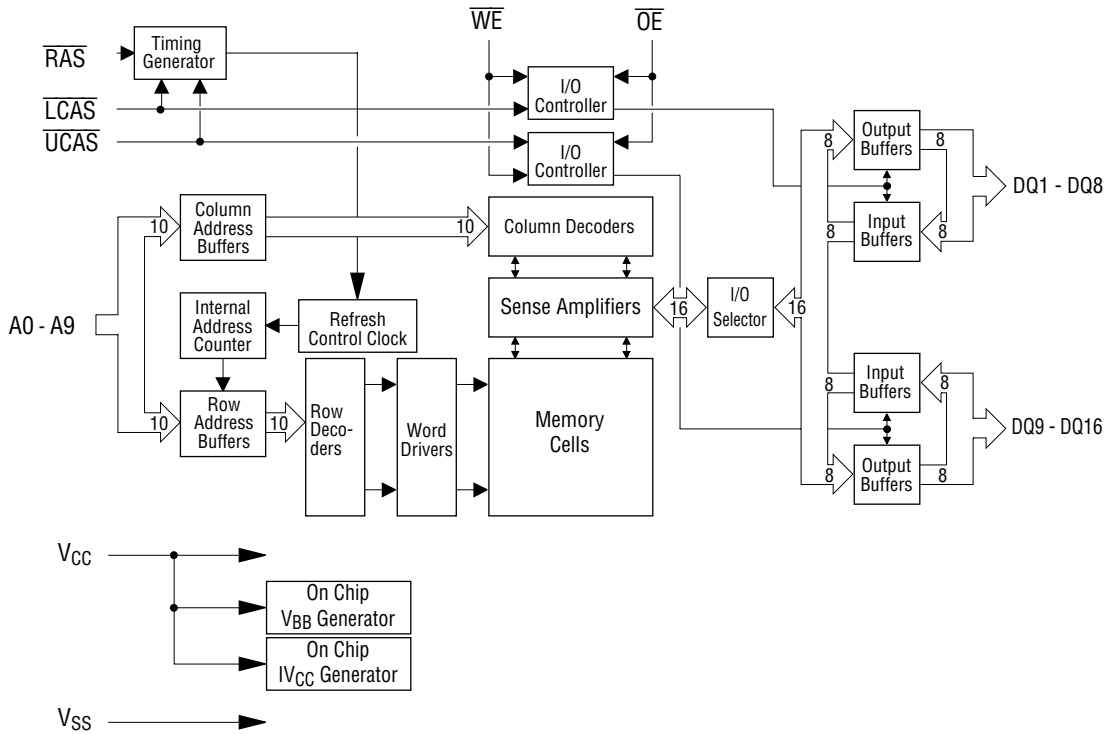 WE
OE
RAS
Timing
Generator
I/O
Controller
LCAS
UCAS
I/O
Controller
Output
Buffers
8
8
DQ1 - DQ8
Input
Buffers
8
8
Column
Address
Buffers
10
10
Column Decoders
A0 - A9
Internal
Address
Counter
Refresh
Control Clock
Sense Amplifiers
16
I/O
Selector
16
Row
Address
Buffers
10
10
Row
Deco-
ders
Word
Drivers
Memory
Cells
Input
Buffers
8
8
DQ9 - DQ16
Output
Buffers
8
8
VCC
On Chip
VBB Generator
On Chip
IVCC Generator
VSS